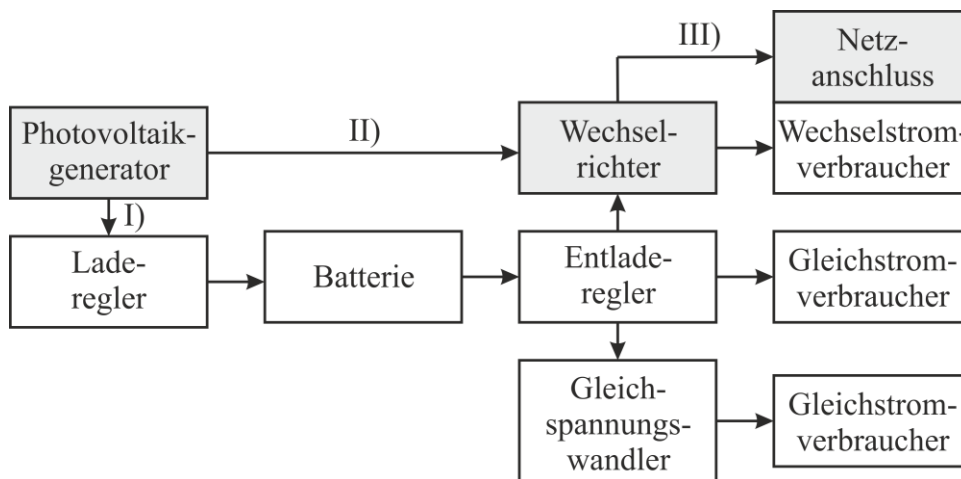 III)
Netz-
anschluss
Photovoltaik-
generator
II)
Wechsel-
richter
Wechselstrom-
verbraucher
I)
Lade-
regler
Batterie
Entlade-
regler
Gleichstrom-
verbraucher
Gleich-
spannungs-
wandler
Gleichstrom-
verbraucher